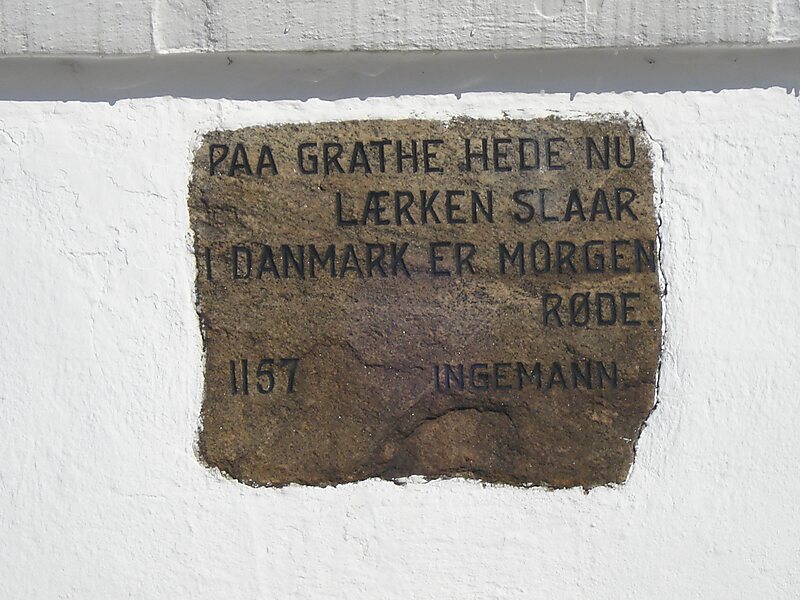 PAA GRATHE HEDE NU
LÆRKEN SLAAR
I DANMARK ER MORGEN
RØDE.
1157 INGEMANN